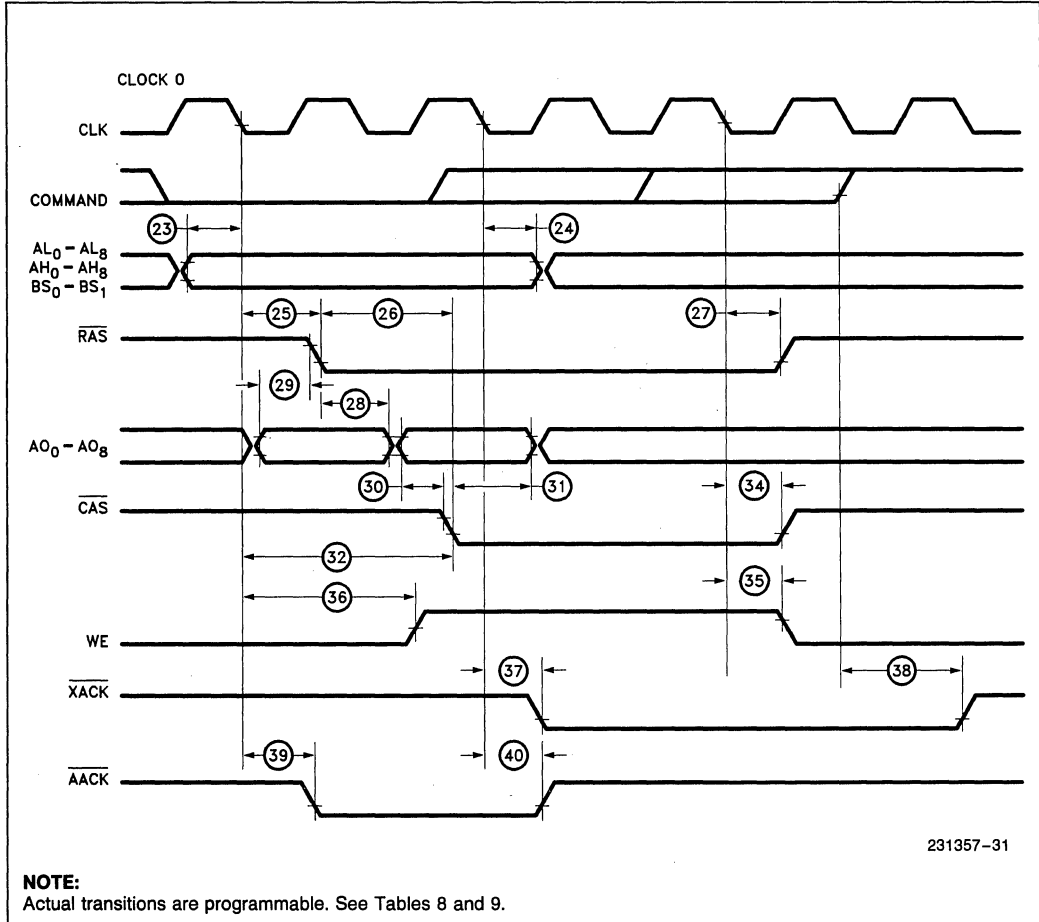 CLOCK 0
CLK
COMMAND
23
24
AL0 – AL8
AH0 – AH8
BS0 – BS1
25
26
27
RAS
29
28
AO0 – AO8
30
31
34
CAS
32
35
36
WE
37
38
XACK
39
40
AACK
231357–31
NOTE:
Actual transitions are programmable. See Tables 8 and 9.